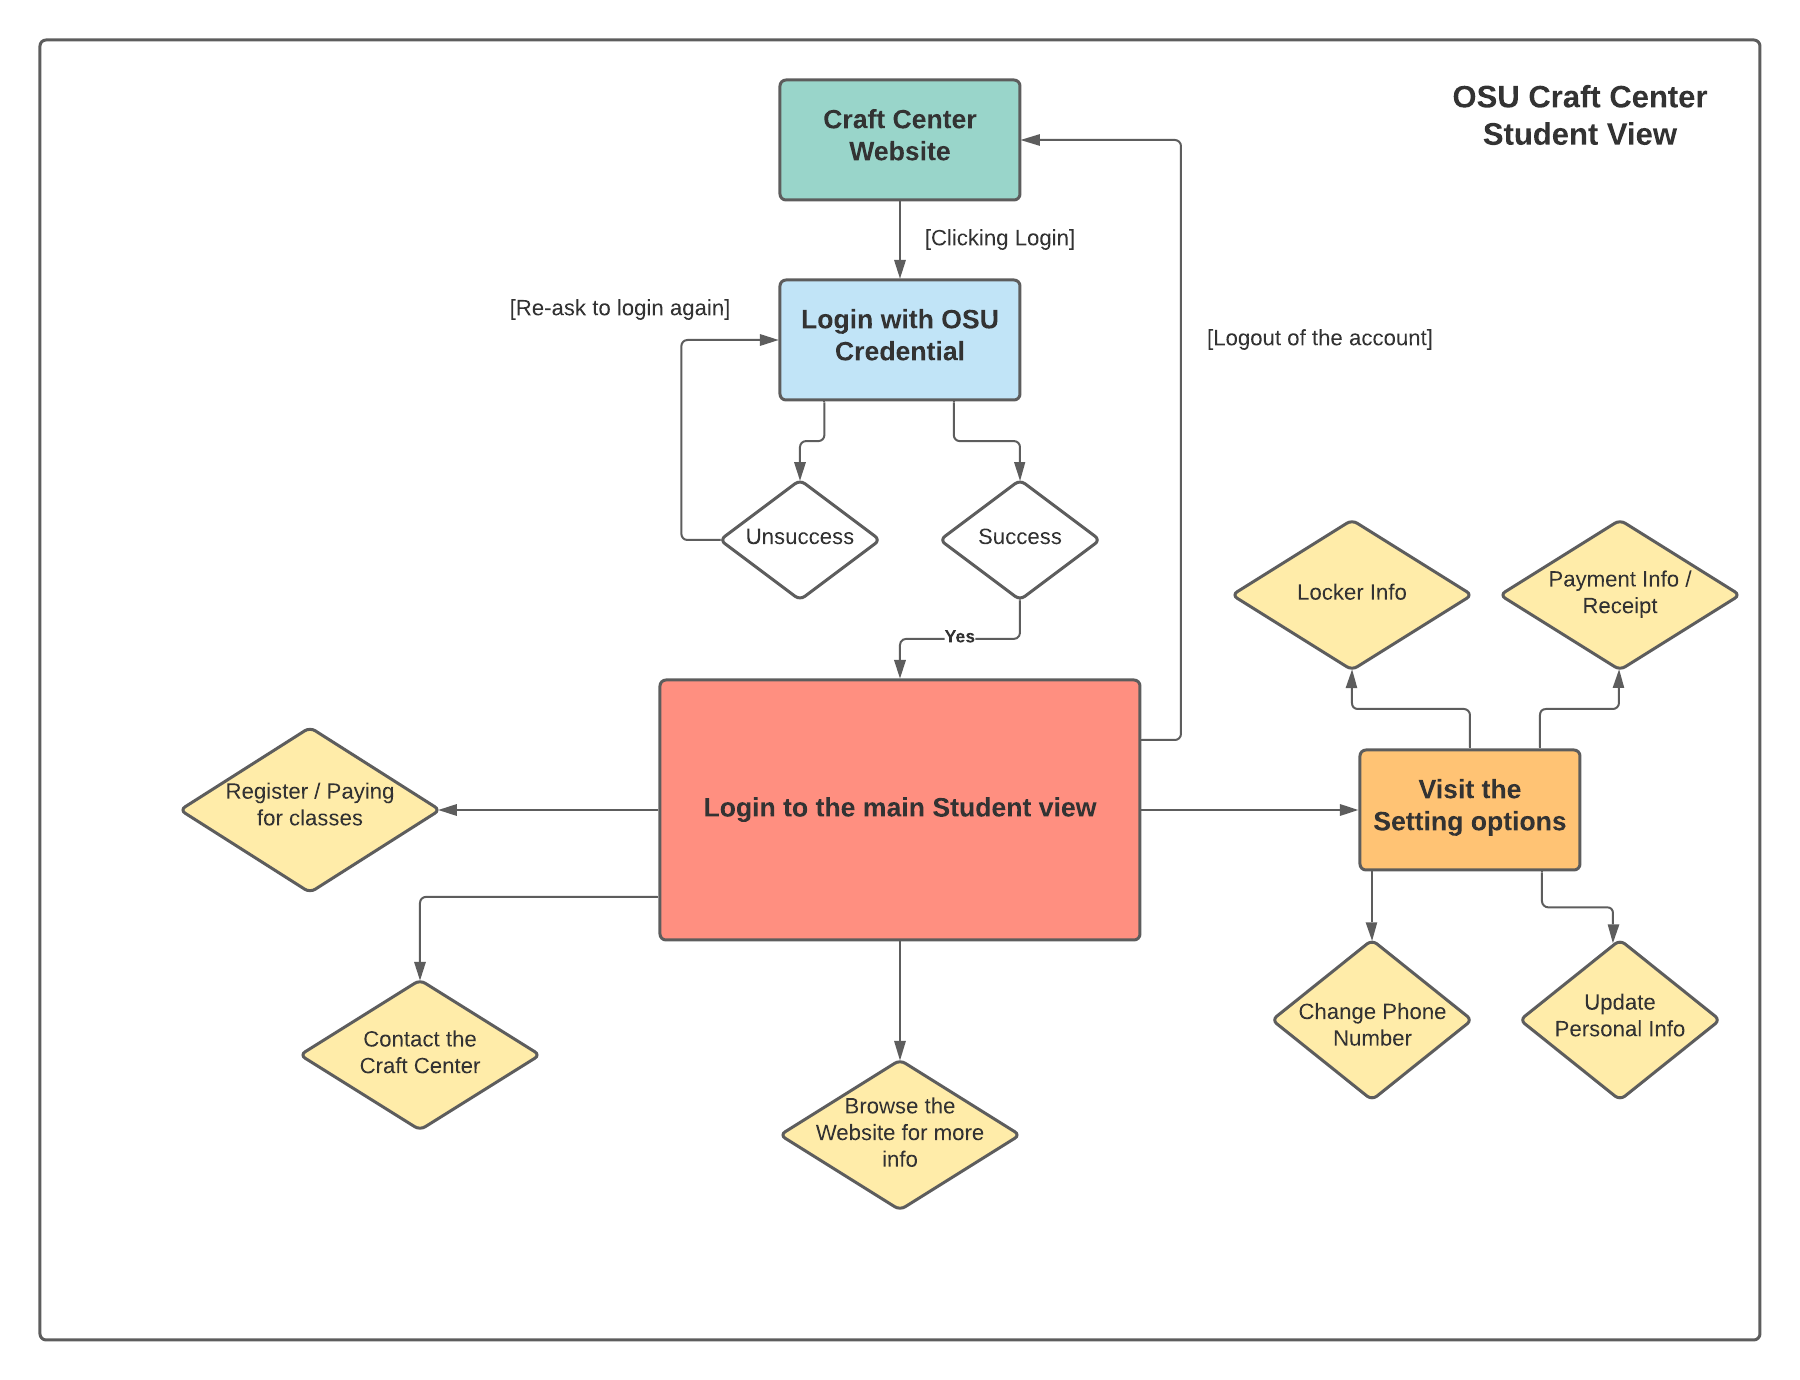 OSU Craft Center
Student View
Craft Center
Website
[Clicking Login]
[Re-ask to login again]
Login with OSU
Credential
[Logout of the account]
Unsuccess
Success
Yes
Locker Info
Payment Info /
Receipt
Register / Paying
for classes
Login to the main Student view
Visit the
Setting options
Contact the
Craft Center
Browse the
Website for more
info
Change Phone
Number
Update
Personal Info